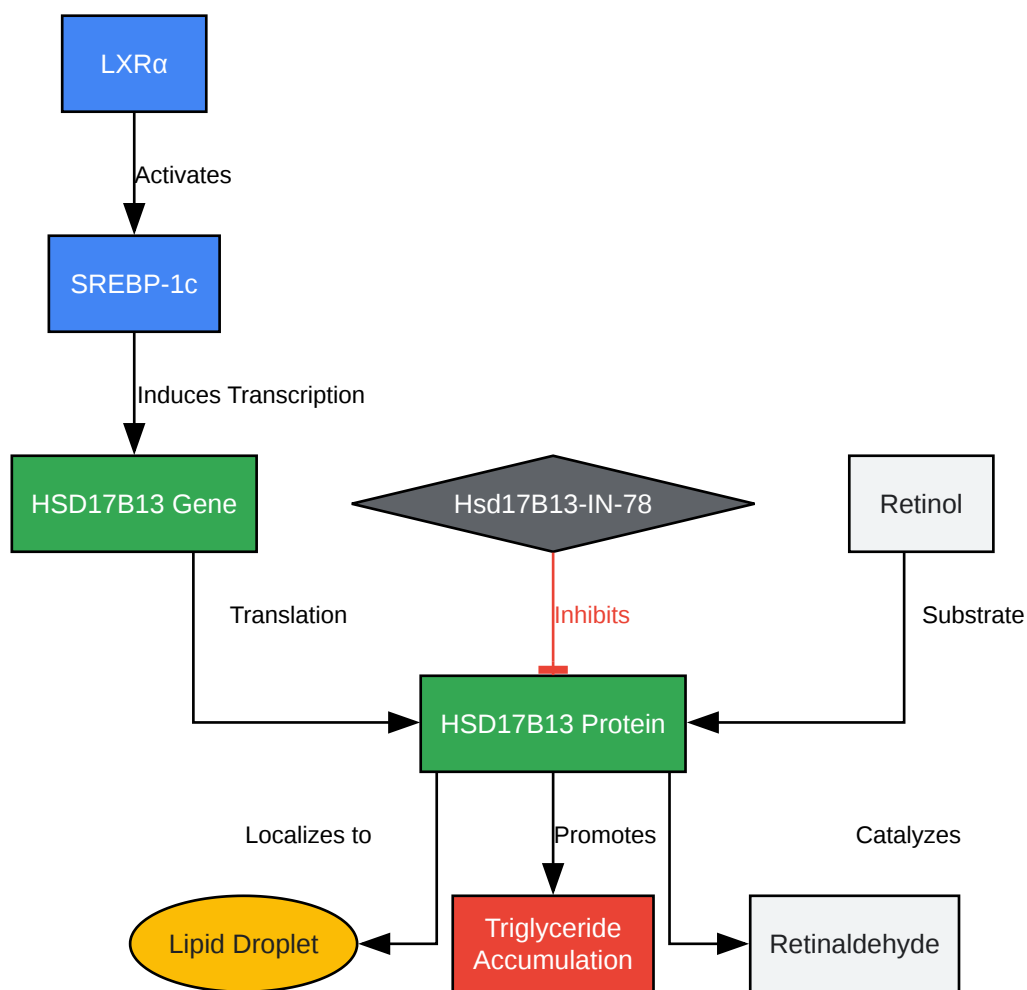 LXRα
Activates
SREBP-1c
Induces Transcription
HSD17B13 Gene
Hsd17B13-IN-78
Retinol
Translation
Inhibits
Substrate
HSD17B13 Protein
Localizes to
Promotes
Catalyzes
Lipid Droplet
Triglyceride
Accumulation
Retinaldehyde